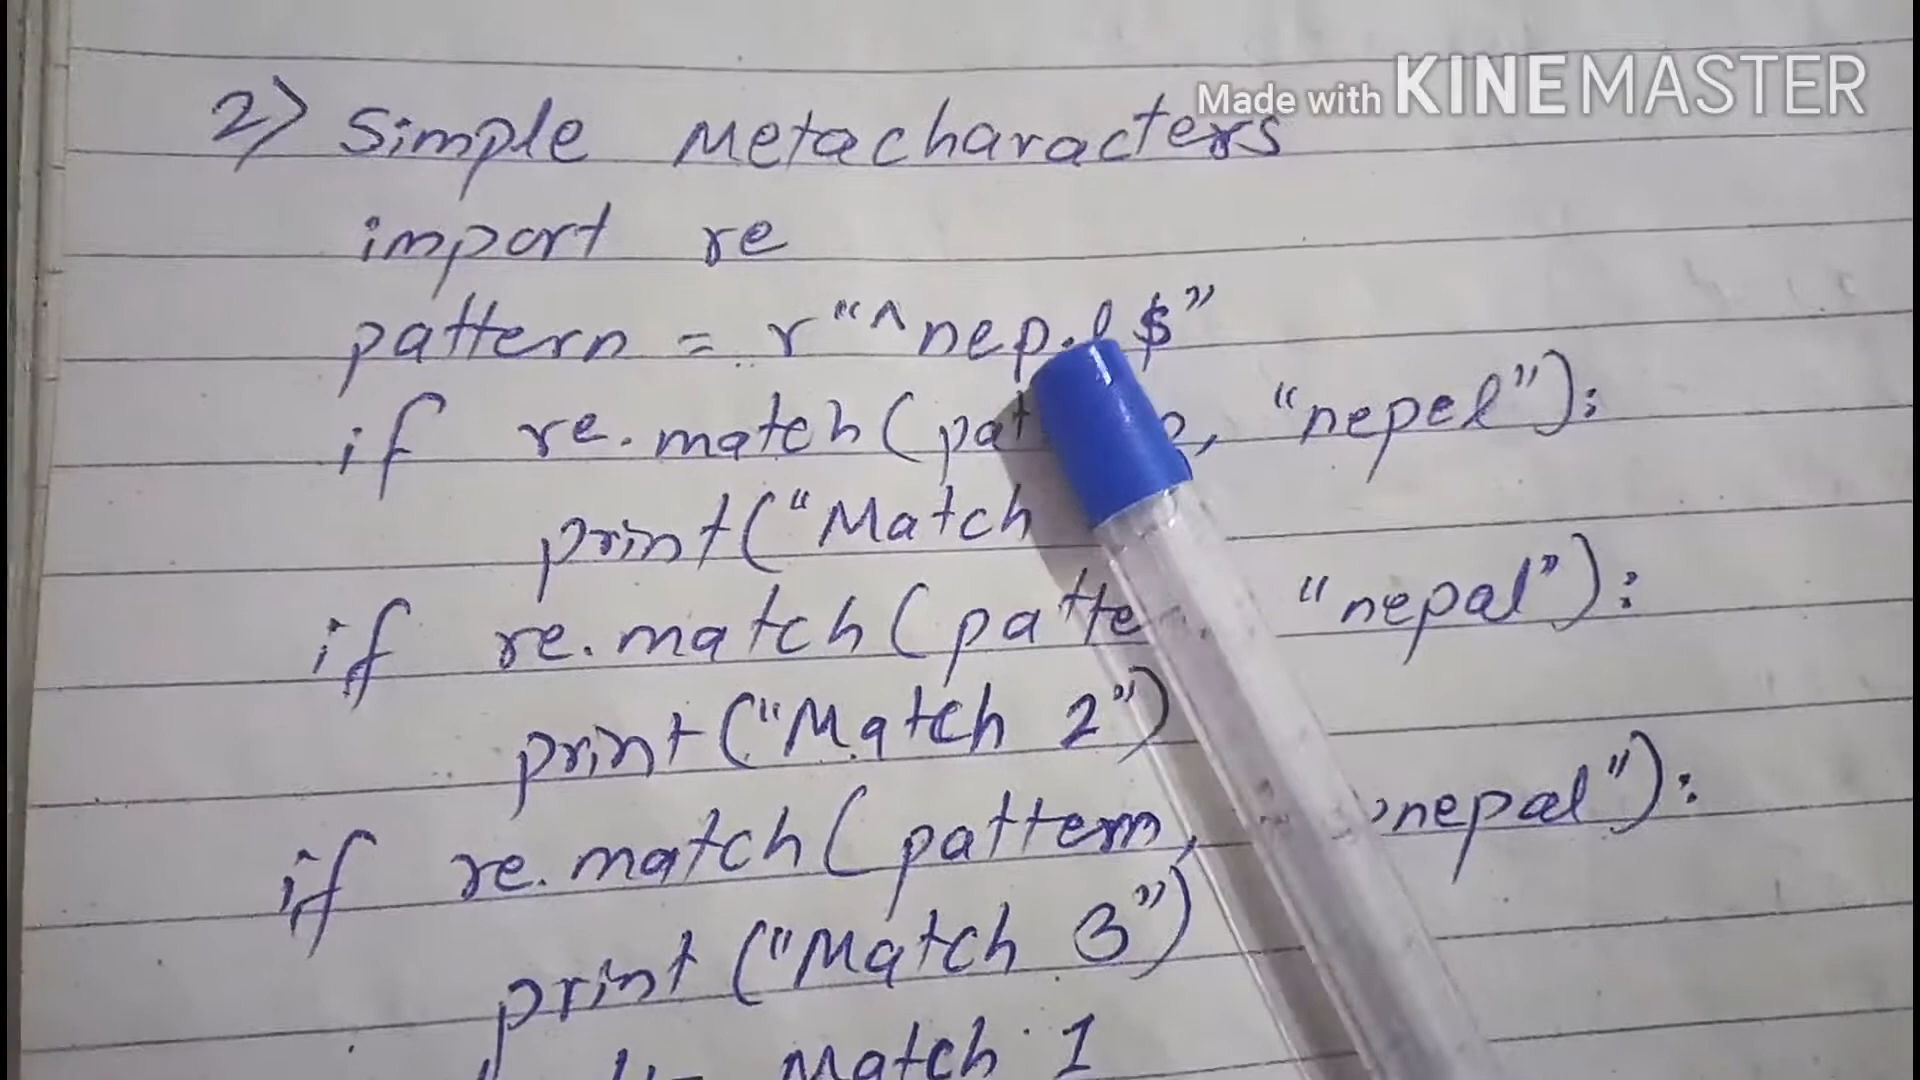 Made with KINEMASTER
2) Simple Metacharacters
import re
pattern = r“^nep.l$”
if re.match(pat , “nepel”):
print(“Match
if re.match(patte “nepal”):
print(“Match 2”)
if re.match(pattern, nepal”):
print(“Match 3”)
Match 1